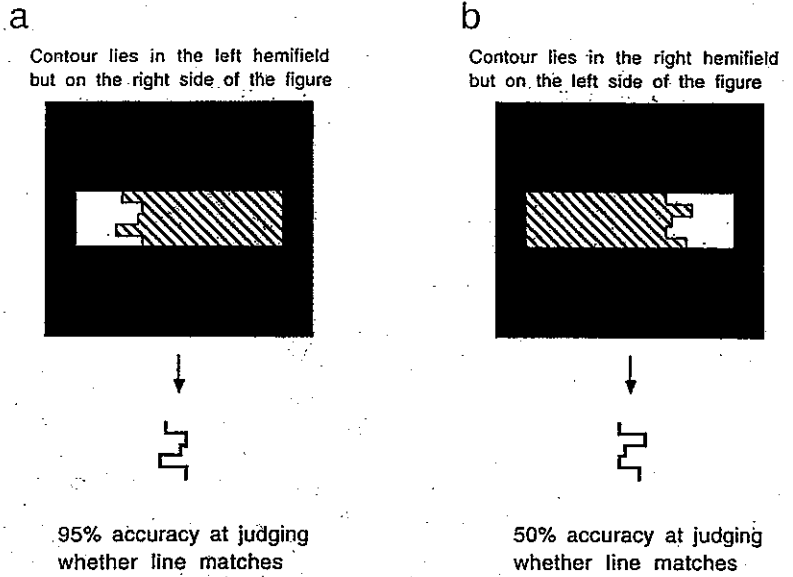 a
Contour lies in the left hemifield
but on the right side of the figure
95% accuracy at judging
whether line matches
b
Contour lies in the right hemifield
but on the left side of the figure
50% accuracy at judging
whether line matches